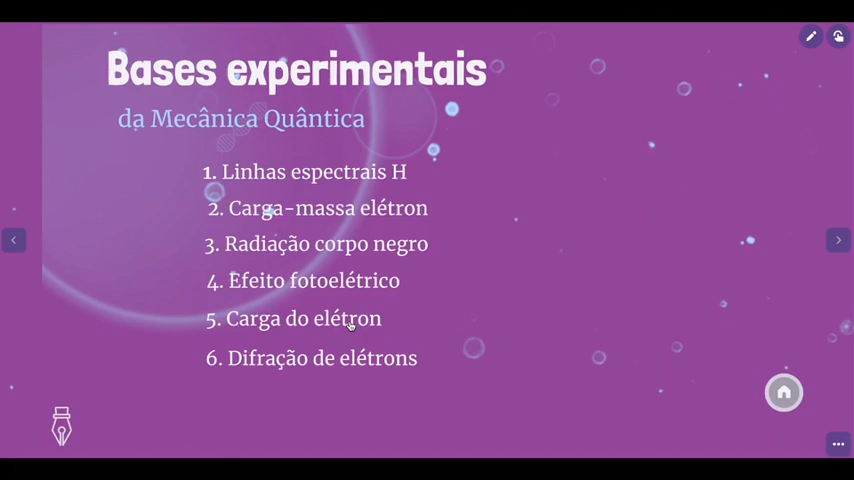 Bases experimentais
da Mecânica Quântica
1. Linhas espectrais H
2. Carga-massa elétron
3. Radiação corpo negro
4. Efeito fotoelétrico
5. Carga do elétron
6. Difração de elétrons